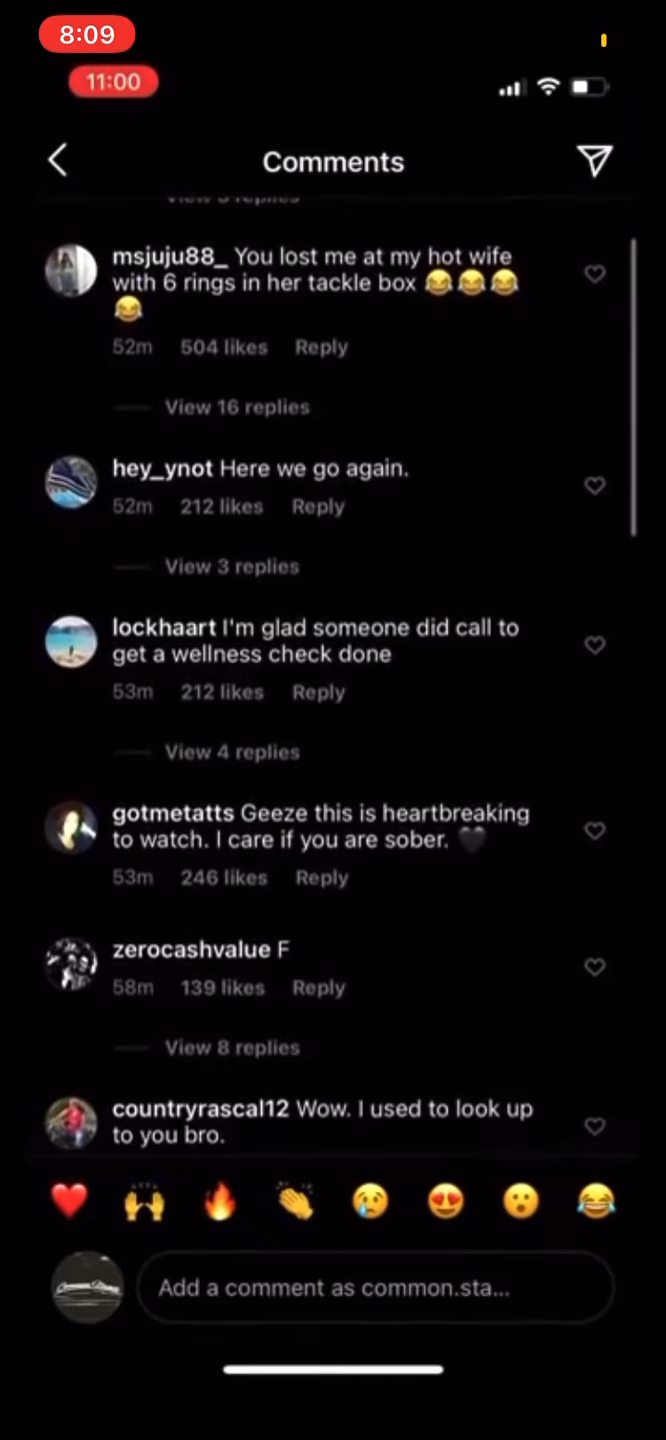 8:09
11:00
Comments
View 3 replies
msjuju88_ You lost me at my hot wife
with 6 rings in her tackle box 😂😂😂
😂
52m 504 likes Reply
View 16 replies
hey_ynot Here we go again.
52m 212 likes Reply
View 3 replies
lockhaart I'm glad someone did call to
get a wellness check done
53m 212 likes Reply
View 4 replies
gotmetatts Geeze this is heartbreaking
to watch. I care if you are sober. 🖤
53m 246 likes Reply
zerocashvalue F
58m 139 likes Reply
View 8 replies
countryrascal12 Wow. I used to look up
to you bro.
Add a comment as common.sta...